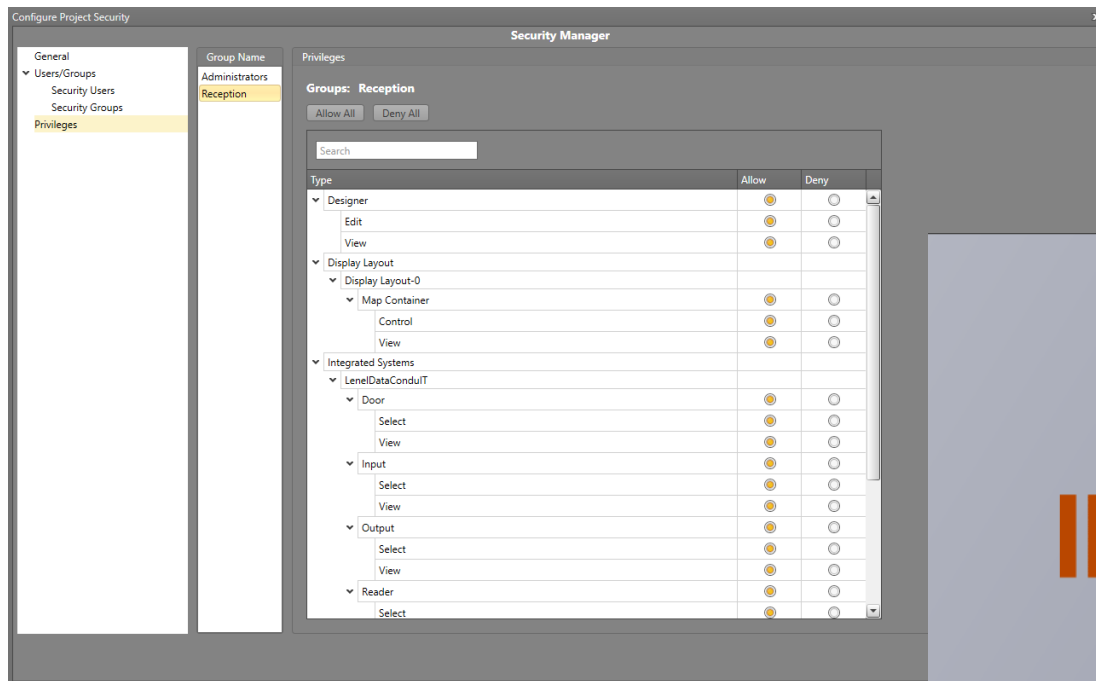 Configure Project Security
Security Manager
General
Users/Groups
Security Users
Security Groups
Privileges
Group Name
Administrators
Reception
Privileges
Groups: Reception
Allow All Deny All
Search
Type Allow Deny
Designer
Edit
View
Display Layout
Display Layout-0
Map Container
Control
View
Integrated Systems
LenelDataConduIT
Door
Select
View
Input
Select
View
Output
Select
View
Reader
Select